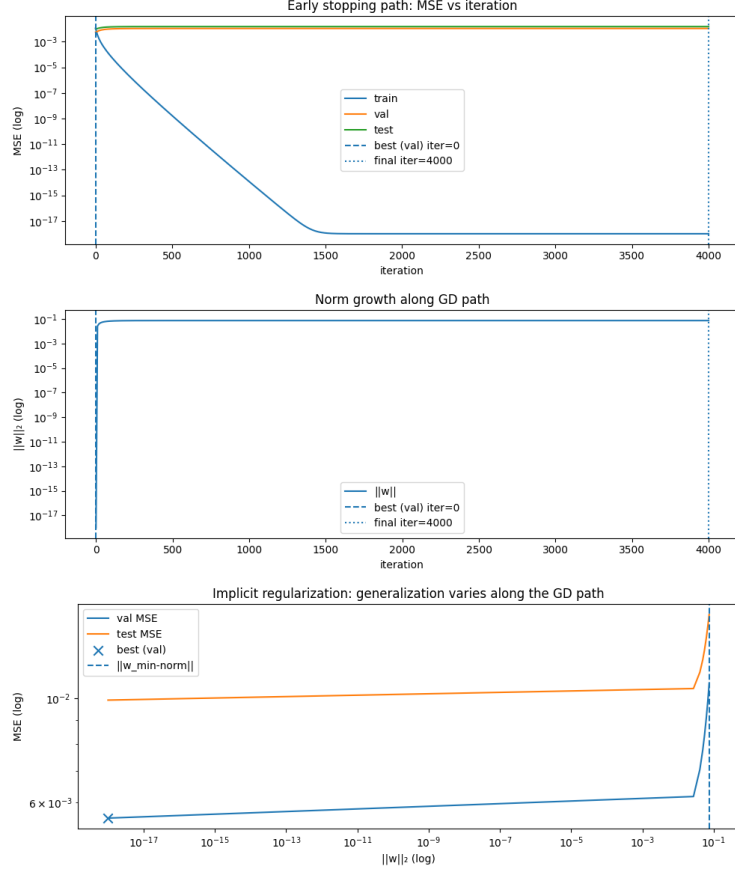 Early stopping path: MSE vs iteration
MSE (log)
10⁻³
10⁻⁵
10⁻⁷
10⁻⁹
10⁻¹¹
10⁻¹³
10⁻¹⁵
10⁻¹⁷
train
val
test
best (val) iter=0
final iter=4000
0 500 1000 1500 2000 2500 3000 3500 4000
iteration
Norm growth along GD path
||w||₂ (log)
10⁻¹
10⁻³
10⁻⁵
10⁻⁷
10⁻⁹
10⁻¹¹
10⁻¹³
10⁻¹⁵
10⁻¹⁷
||w||
best (val) iter=0
final iter=4000
0 500 1000 1500 2000 2500 3000 3500 4000
iteration
Implicit regularization: generalization varies along the GD path
MSE (log)
10⁻²
6 × 10⁻³
val MSE
test MSE
best (val)
||w_min-norm||
10⁻¹⁷ 10⁻¹⁵ 10⁻¹³ 10⁻¹¹ 10⁻⁹ 10⁻⁷ 10⁻⁵ 10⁻³ 10⁻¹
||w||₂ (log)